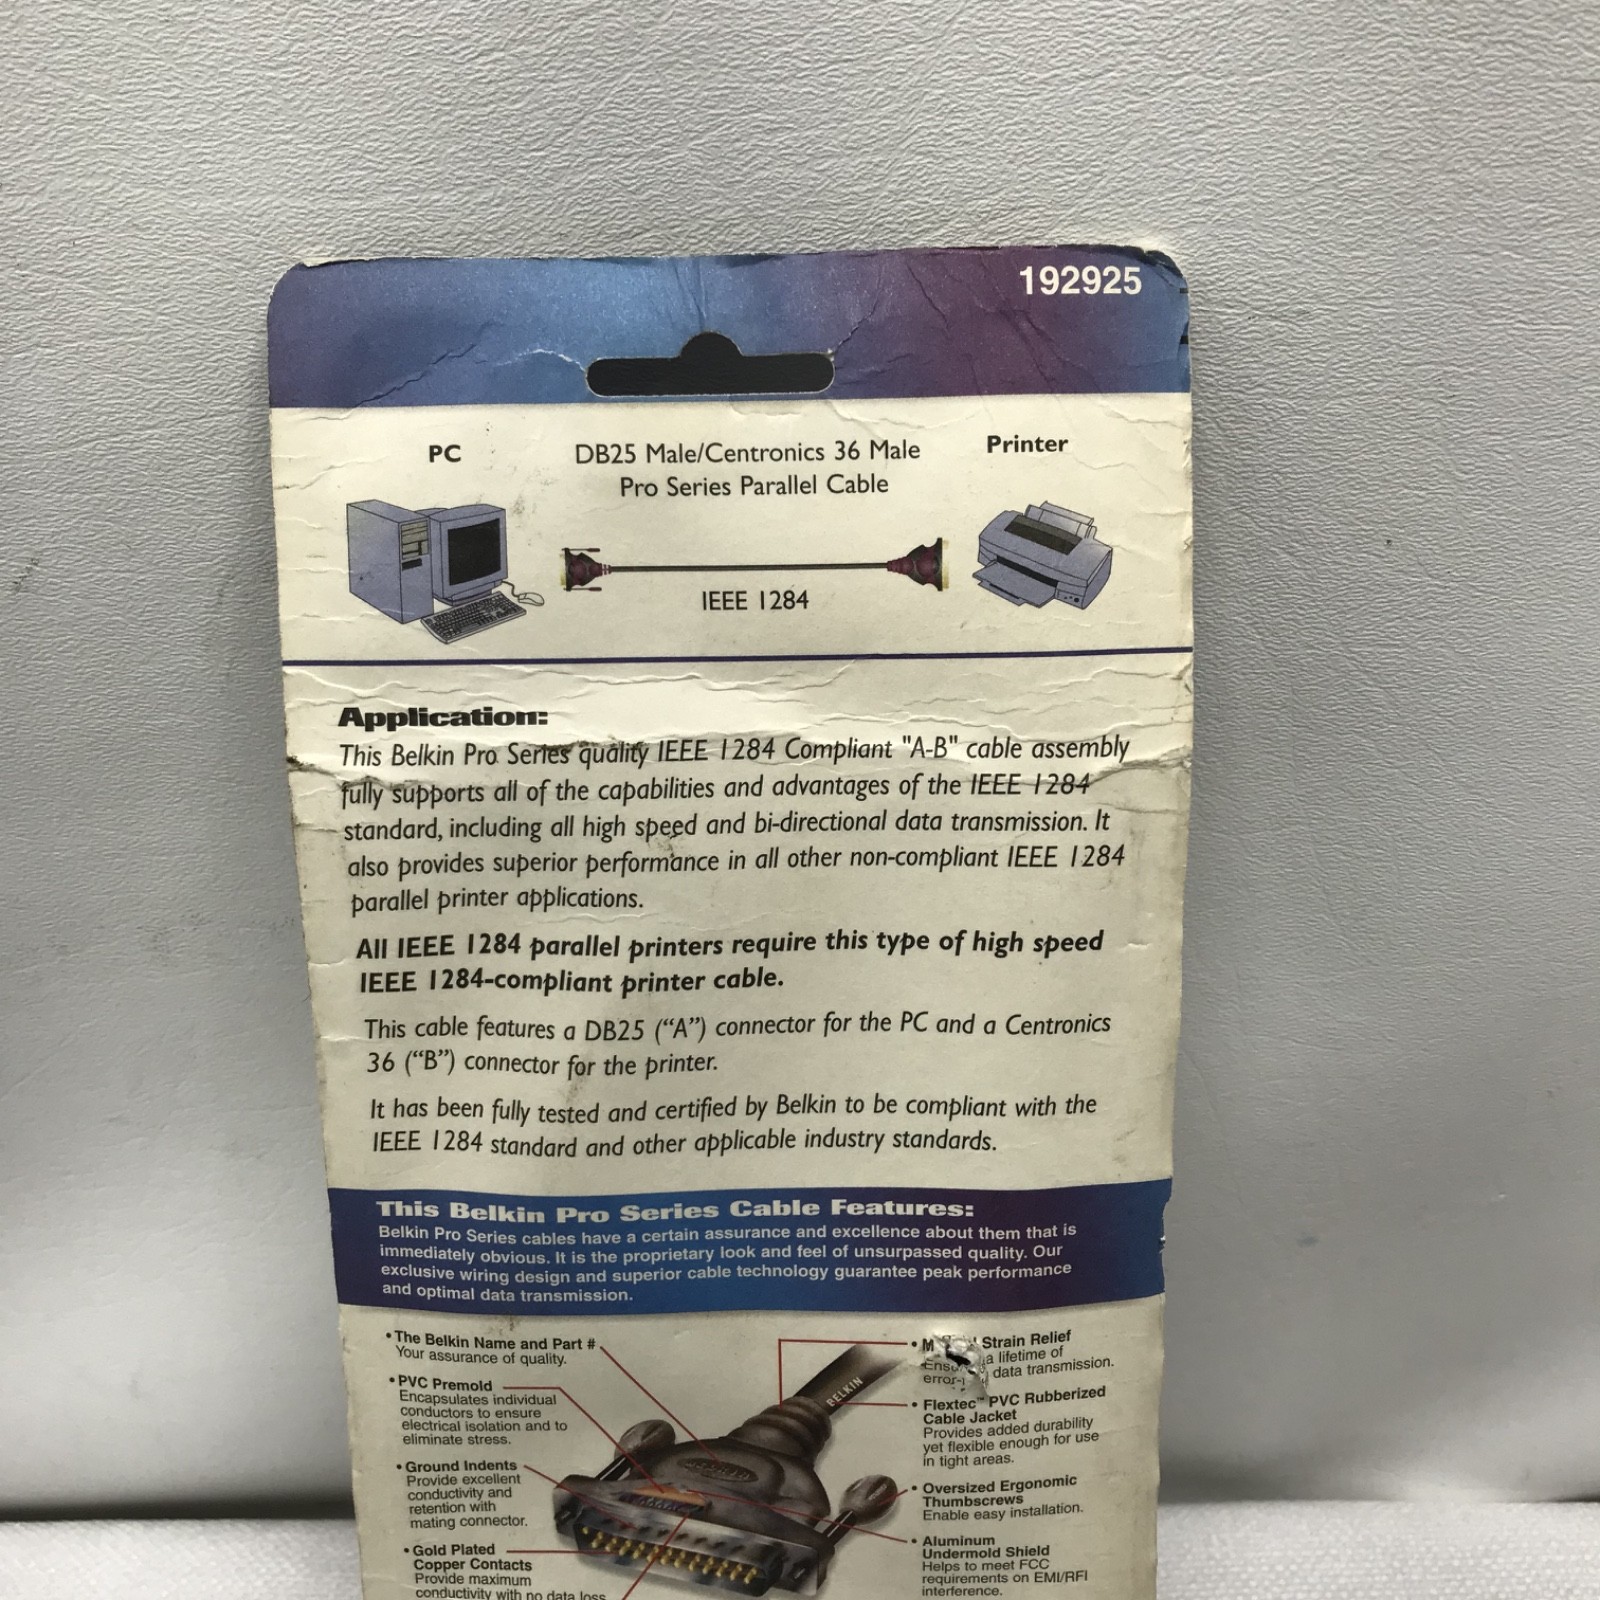 192925
PC
DB25 Male/Centronics 36 Male
Pro Series Parallel Cable
Printer
IEEE 1284
Application:
This Belkin Pro Series quality IEEE 1284 Compliant "A-B" cable assembly
fully supports all of the capabilities and advantages of the IEEE 1284
standard, including all high speed and bi-directional data transmission. It
also provides superior performance in all other non-compliant IEEE 1284
parallel printer applications.
All IEEE 1284 parallel printers require this type of high speed
IEEE 1284-compliant printer cable.
This cable features a DB25 (“A”) connector for the PC and a Centronics
36 (“B”) connector for the printer.
It has been fully tested and certified by Belkin to be compliant with the
IEEE 1284 standard and other applicable industry standards.
This Belkin Pro Series Cable Features:
Belkin Pro Series cables have a certain assurance and excellence about them that is
immediately obvious. It is the proprietary look and feel of unsurpassed quality. Our
exclusive wiring design and superior cable technology guarantee peak performance
and optimal data transmission.
• The Belkin Name and Part #
Your assurance of quality.
• PVC Premold
Encapsulates individual
conductors to ensure
electrical isolation and to
eliminate stress.
• Ground Indents
Provide excellent
conductivity and
retention with
mating connector.
• Gold Plated
Copper Contacts
Provide maximum
conductivity with no data loss
BELKIN
• Strain Relief
a lifetime of
data transmission.
• Flextec™ PVC Rubberized
Cable Jacket
Provides added durability
yet flexible enough for use
in tight areas.
• Oversized Ergonomic
Thumbscrews
Enable easy installation.
• Aluminum
Undermold Shield
Helps to meet FCC
requirements on EMI/RFI
interference.